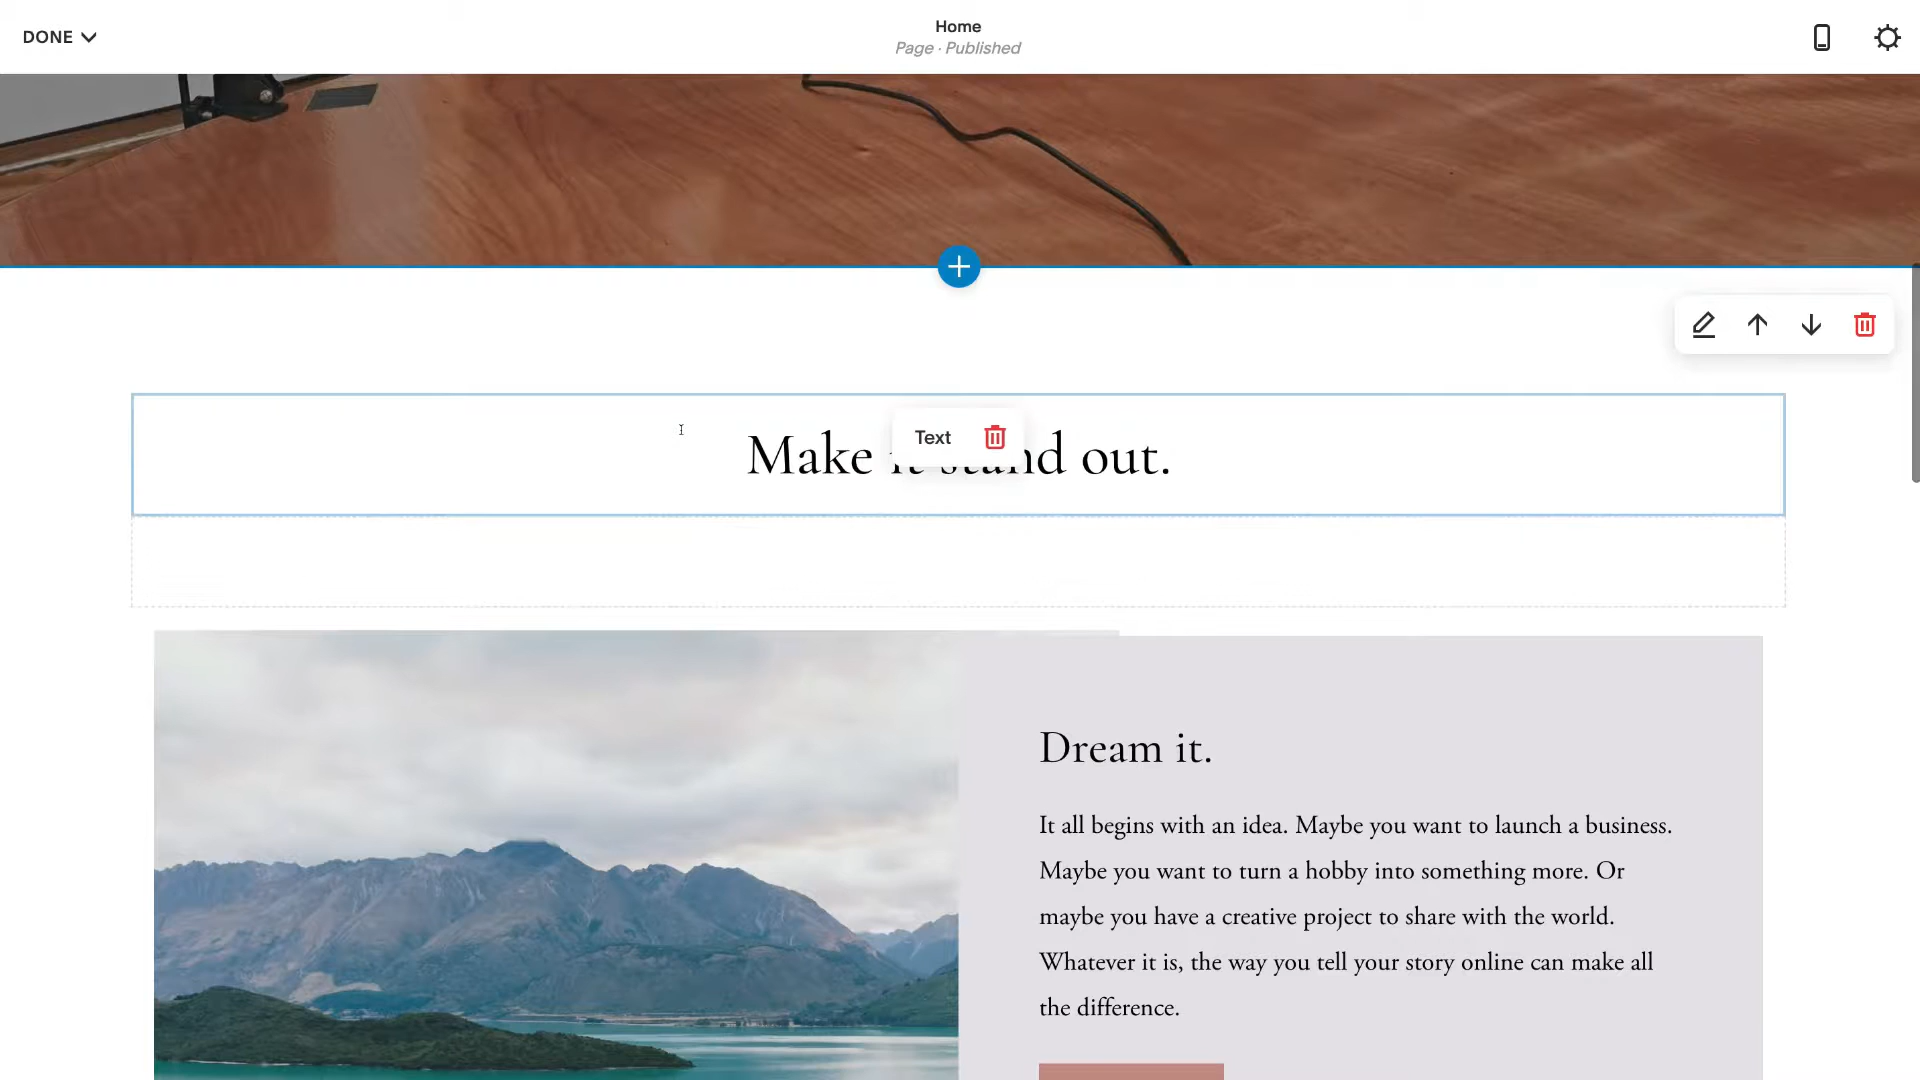 DONE
Home
Page · Published
Text
Make it stand out.
Dream it.
It all begins with an idea. Maybe you want to launch a business.
Maybe you want to turn a hobby into something more. Or
maybe you have a creative project to share with the world.
Whatever it is, the way you tell your story online can make all
the difference.